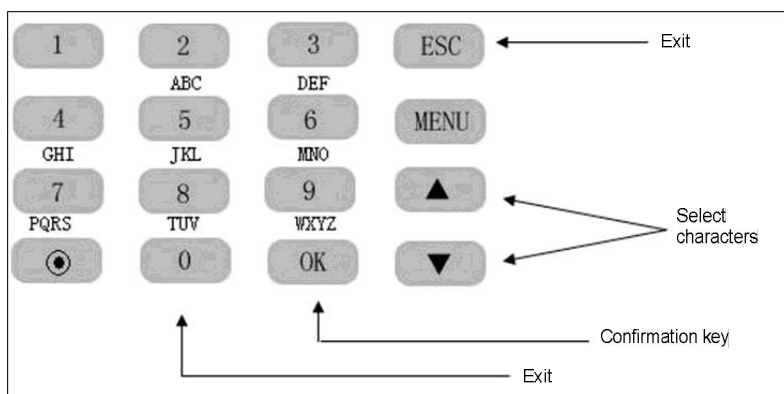 1 2 3 ESC Exit
ABC DEF
4 5 6 MENU
GHI JKL MNO
7 8 9 ▲
PQRS TUV WXYZ
Select
characters
0 OK ▼
Confirmation key
Exit